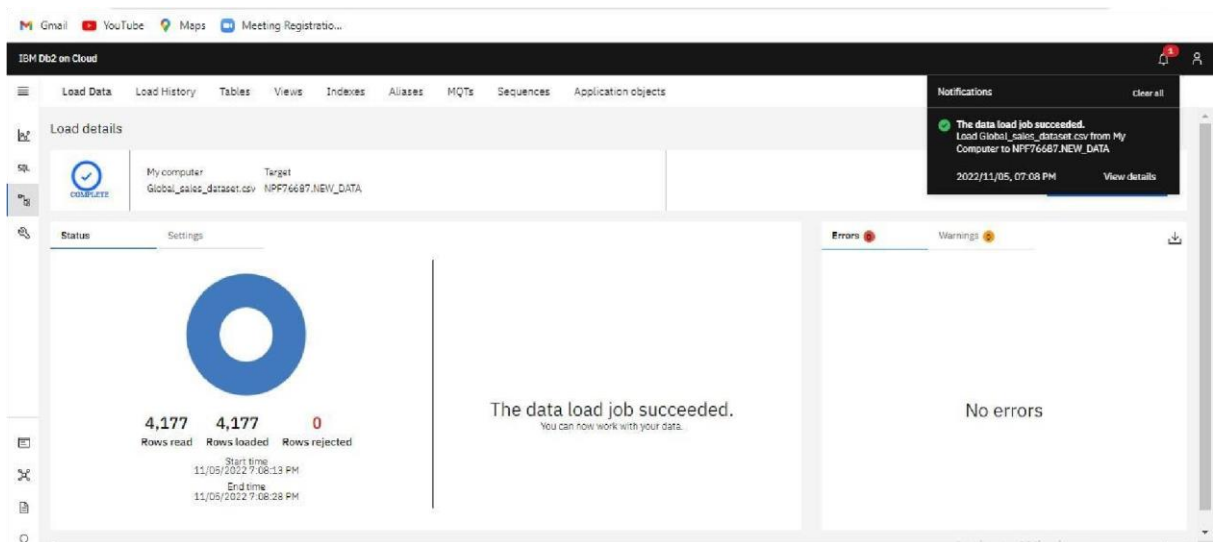 Gmail YouTube Maps Meeting Registratio...
IBM Db2 on Cloud 1
Load Data Load History Tables Views Indexes Aliases MQTs Sequences Application objects
Notifications Clear all
The data load job succeeded.
Load Global_sales_dataset.csv from My
Computer to NPF76687.NEW_DATA
2022/11/05, 07:08 PM View details
Load details
SQL
COMPLETE
My computer Target
Global_sales_dataset.csv NPF76687.NEW_DATA
Status Settings
Errors 0 Warnings 0
4,177 4,177 0
Rows read Rows loaded Rows rejected
Start time
11/05/2022 7:08:13 PM
End time
11/05/2022 7:08:28 PM
The data load job succeeded.
You can now work with your data.
No errors